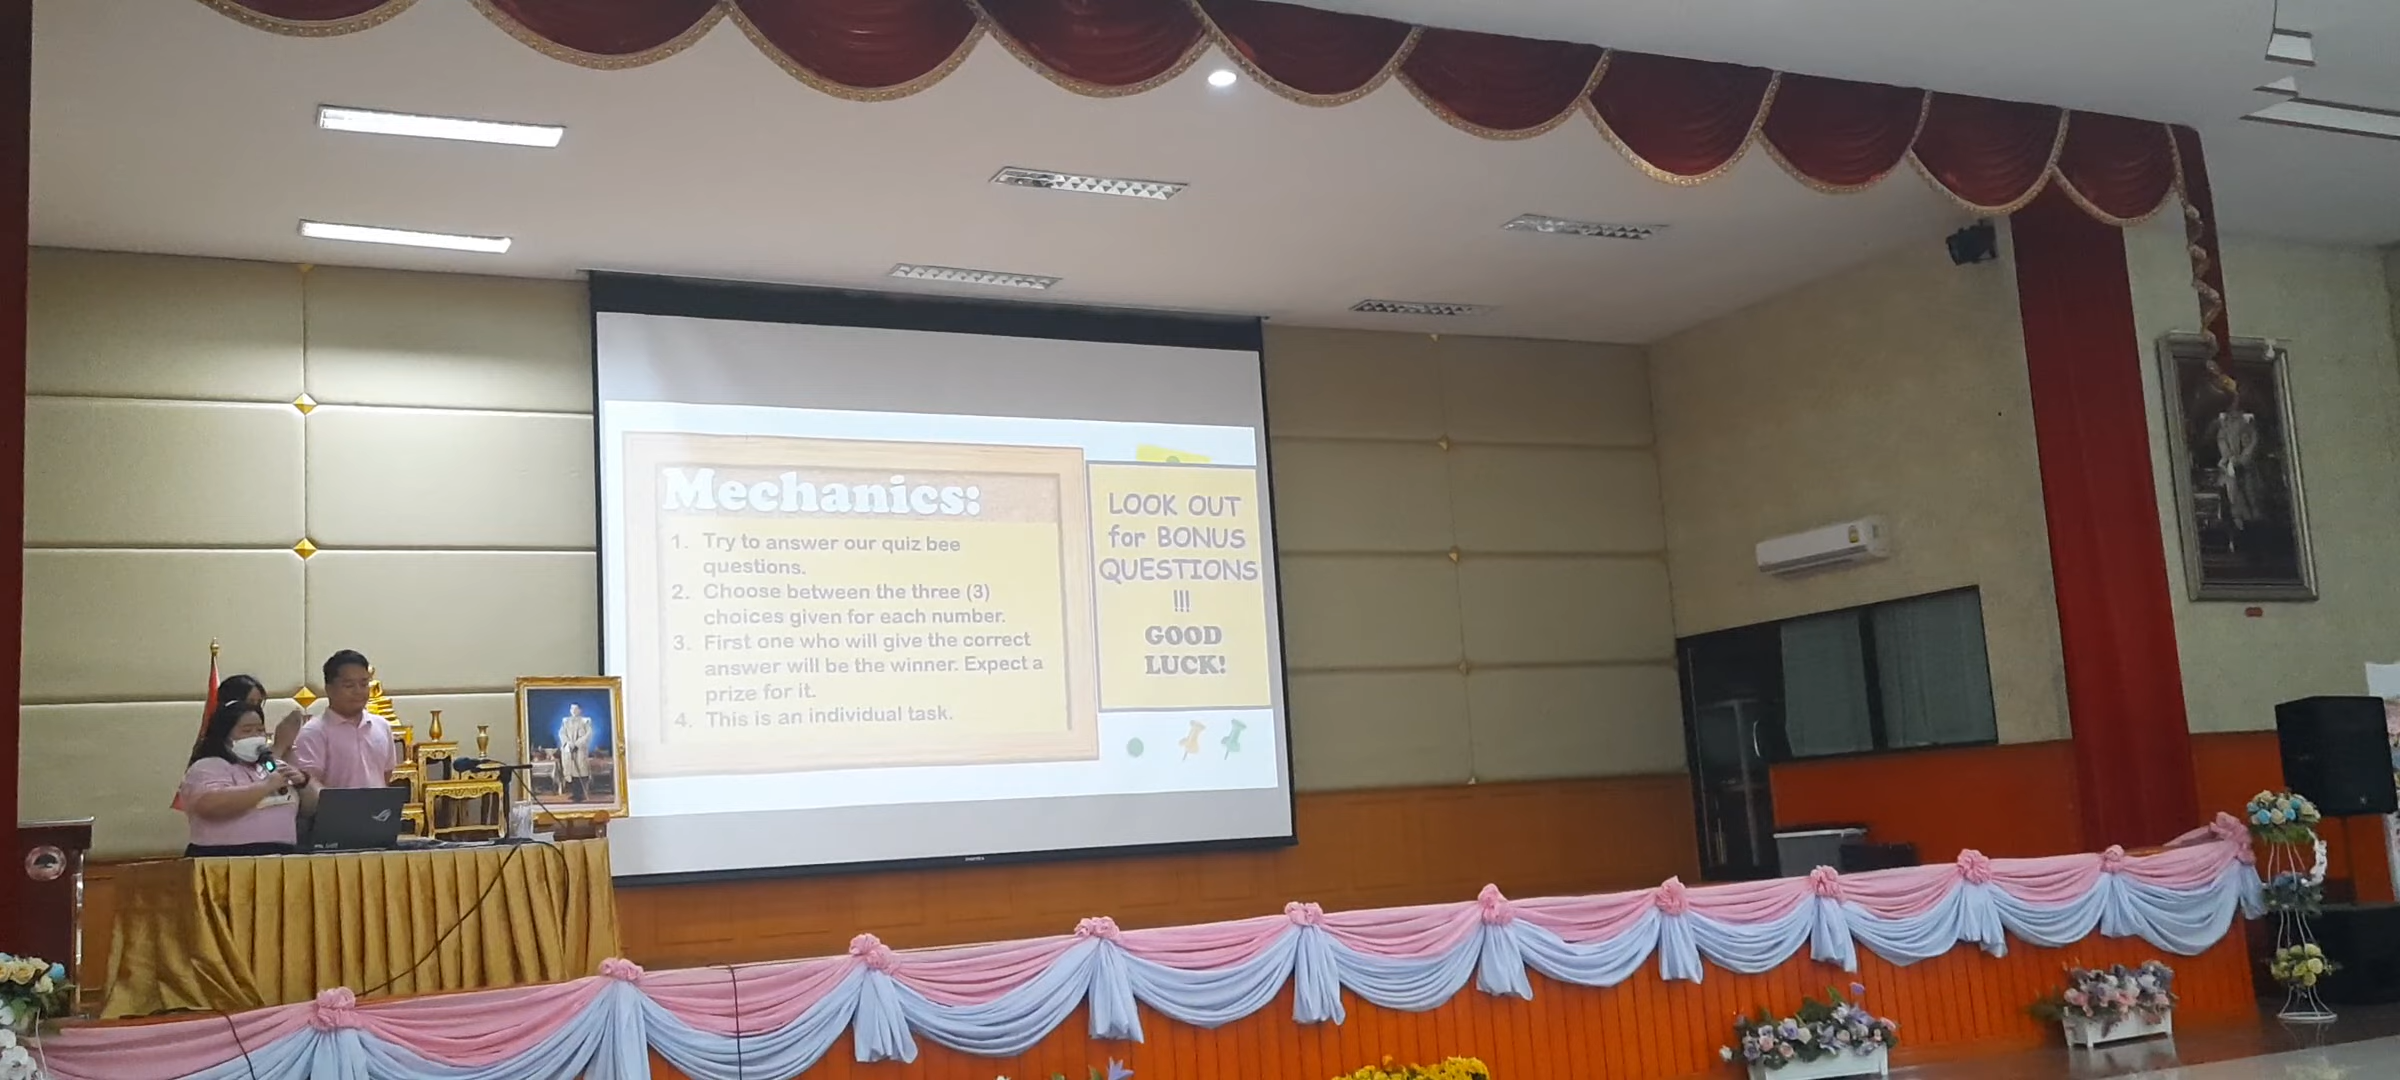 Mechanics:
1. Try to answer our quiz bee
questions.
2. Choose between the three (3)
choices given for each number.
3. First one who will give the correct
answer will be the winner. Expect a
prize for it.
4. This is an individual task.
LOOK OUT
for BONUS
QUESTIONS
!!!
GOOD
LUCK!